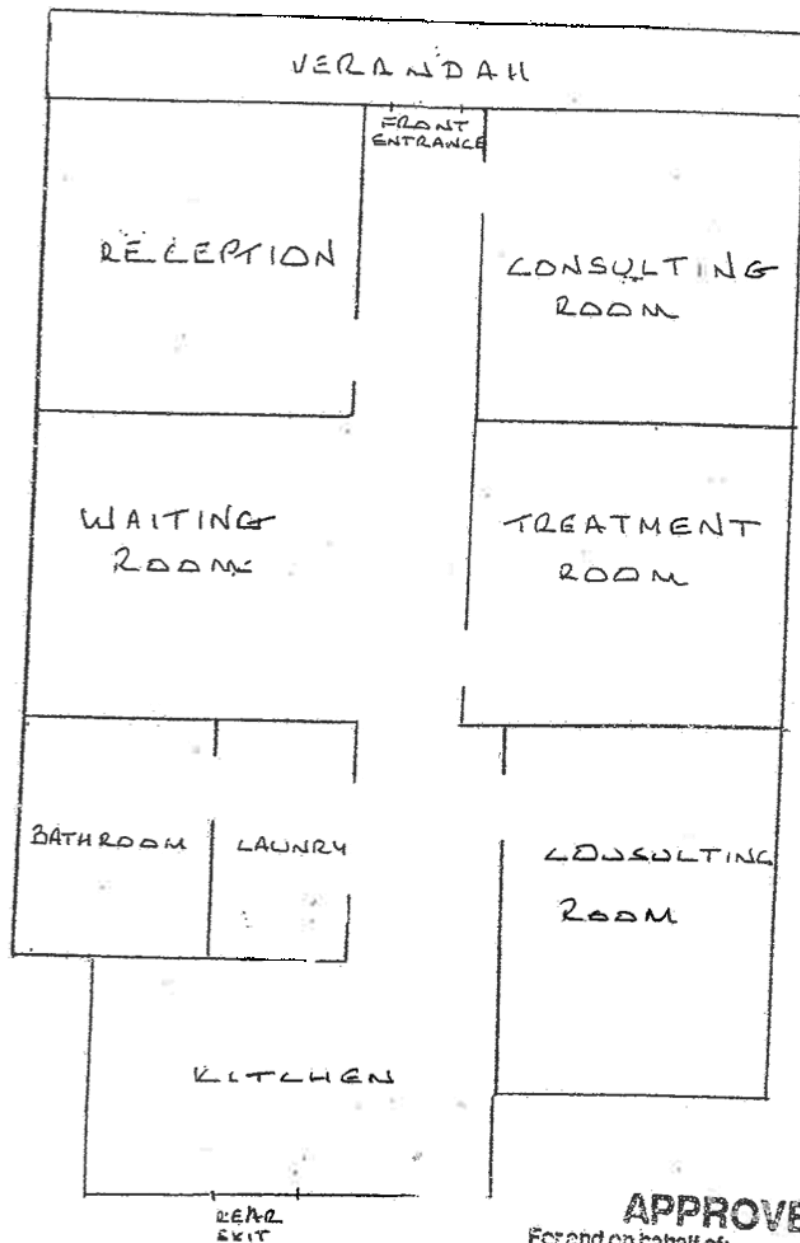 VERANDAH
FRONT
ENTRANCE
RECEPTION
CONSULTING
ROOM
WAITING
ROOM
TREATMENT
ROOM
BATHROOM
LAUNRY
CONSULTING
ROOM
KITCHEN
REAR
EXIT
APPROVE
For and on behalf of: